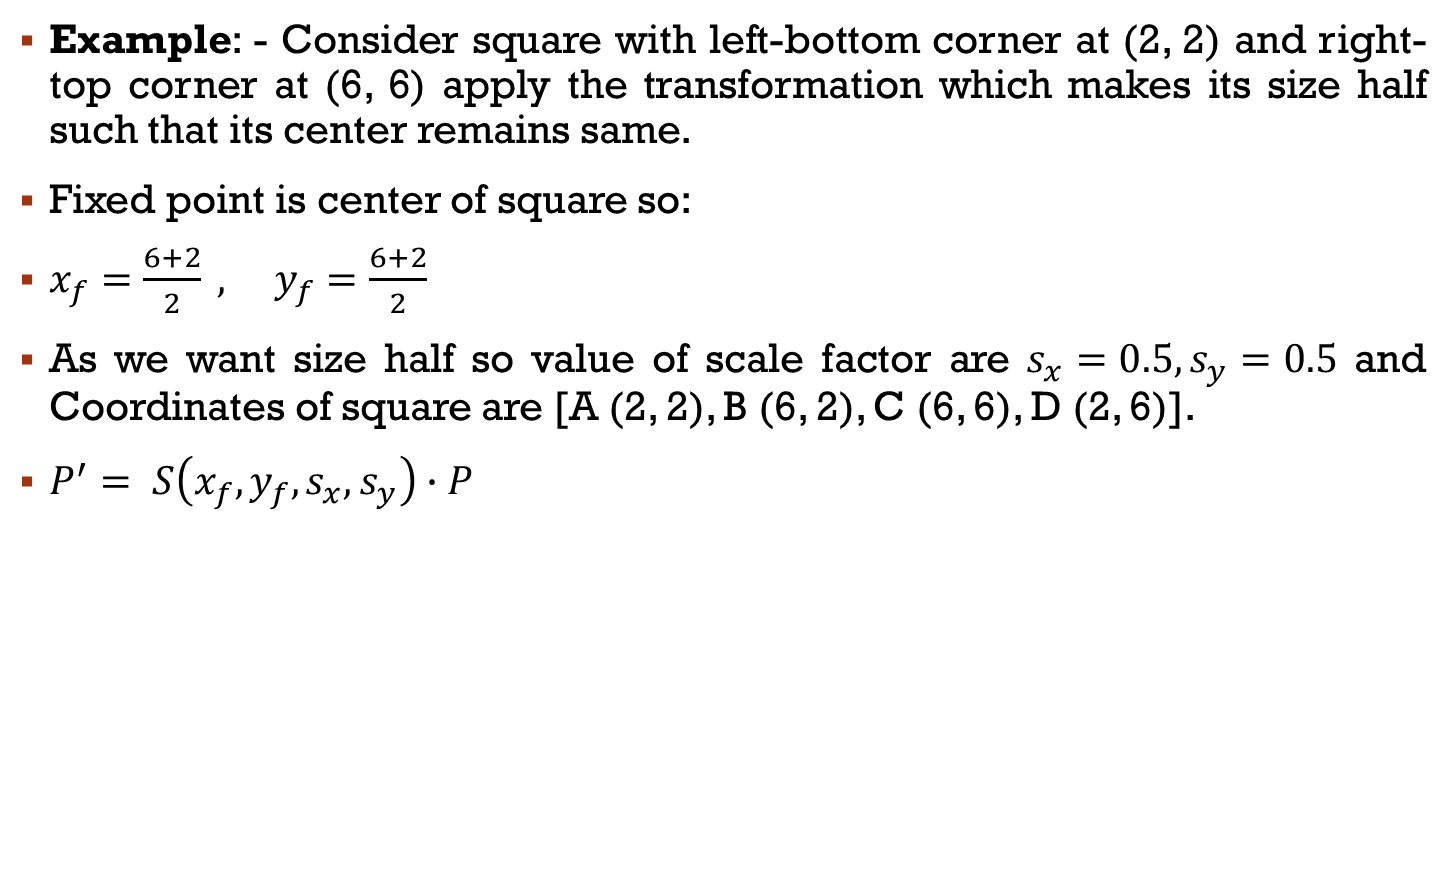 ▪ Example: - Consider square with left-bottom corner at (2, 2) and right-
top corner at (6, 6) apply the transformation which makes its size half
such that its center remains same.
▪ Fixed point is center of square so:
▪ x_f = (6+2)/2 ,  y_f = (6+2)/2
▪ As we want size half so value of scale factor are s_x = 0.5, s_y = 0.5 and
Coordinates of square are [A (2, 2), B (6, 2), C (6, 6), D (2, 6)].
▪ P′ = S(x_f, y_f, s_x, s_y) · P